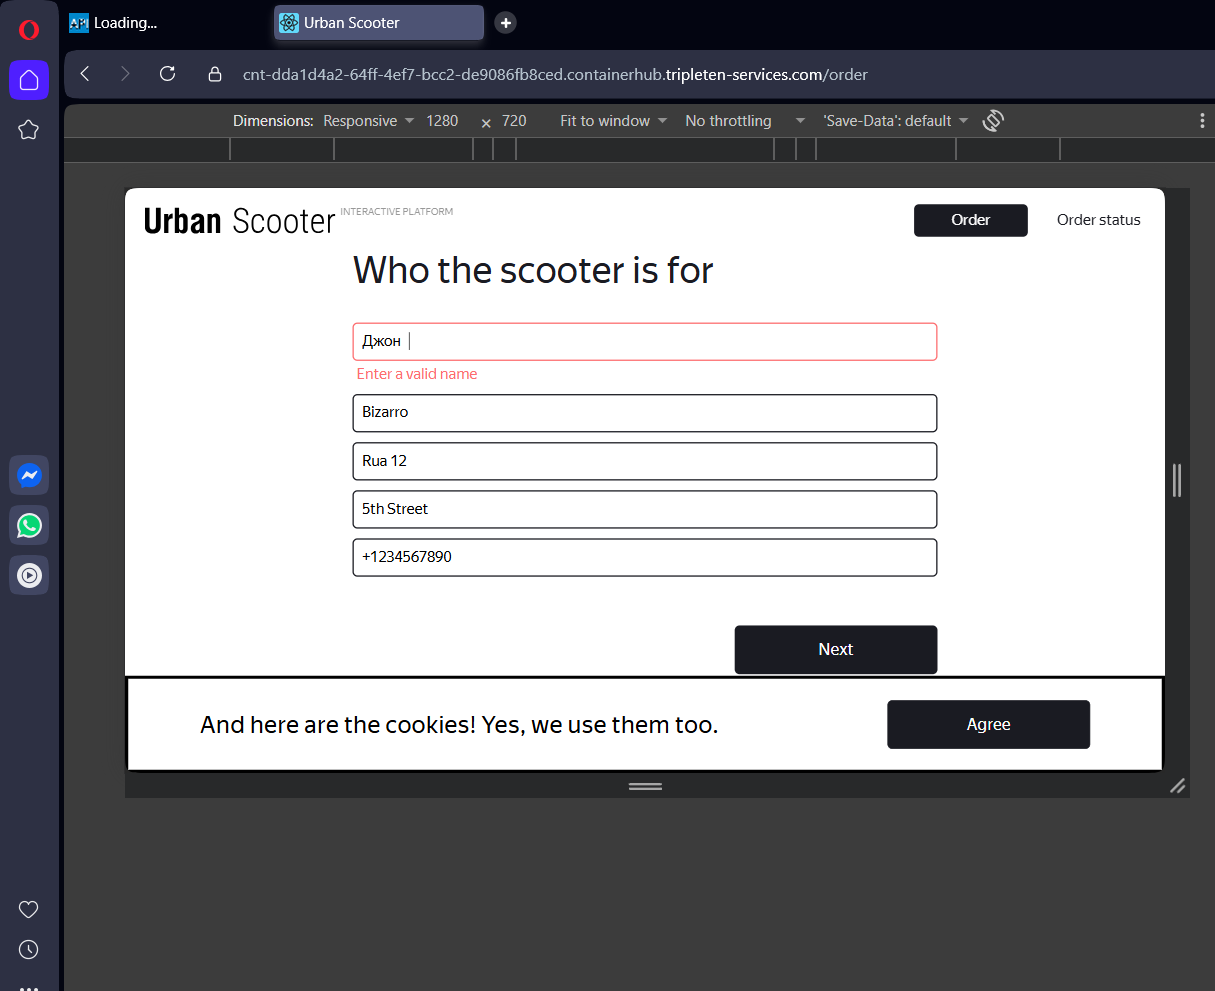 Loading...
Urban Scooter
cnt-dda1d4a2-64ff-4ef7-bcc2-de9086fb8ced.containerhub.tripleten-services.com/order
Dimensions: Responsive 1280 × 720 Fit to window No throttling 'Save-Data': default
Urban Scooter INTERACTIVE PLATFORM
Order
Order status
Who the scooter is for
Джон
Enter a valid name
Bizarro
Rua 12
5th Street
+1234567890
Next
And here are the cookies! Yes, we use them too.
Agree